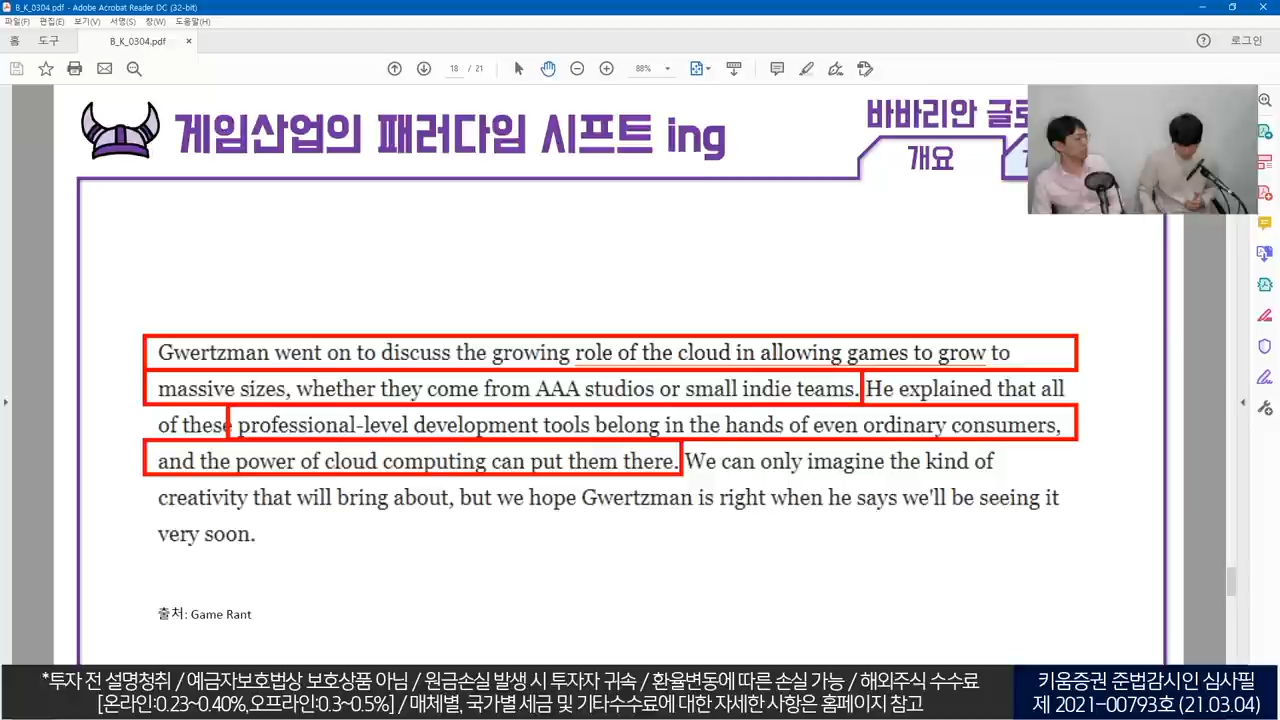 B_K_0304.pdf - Adobe Acrobat Reader DC (32-bit)
파일(F) 편집(E) 보기(V) 서명(S) 창(W) 도움말(H)
홈 도구 B_K_0304.pdf × 로그인
18 / 21 88%
게임산업의 패러다임 시프트 ing
바바리안 글로
개요
Gwertzman went on to discuss the growing role of the cloud in allowing games to grow to
massive sizes, whether they come from AAA studios or small indie teams. He explained that all
of these professional-level development tools belong in the hands of even ordinary consumers,
and the power of cloud computing can put them there. We can only imagine the kind of
creativity that will bring about, but we hope Gwertzman is right when he says we'll be seeing it
very soon.
출처: Game Rant
*투자 전 설명청취 / 예금자보호법상 보호상품 아님 / 원금손실 발생 시 투자자 귀속 / 환율변동에 따른 손실 가능 / 해외주식 수수료
[온라인:0.23~0.40%,오프라인:0.3~0.5%] / 매체별, 국가별 세금 및 기타수수료에 대한 자세한 사항은 홈페이지 참고
키움증권 준법감시인 심사필
제 2021-00793호 (21.03.04)